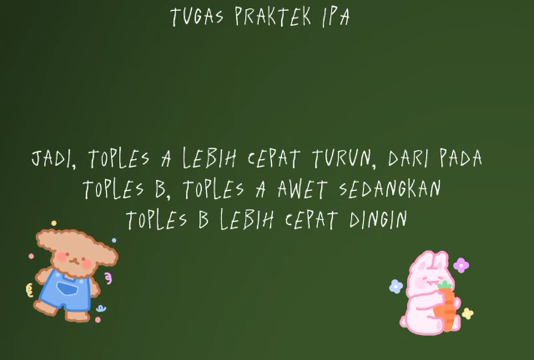 TUGAS PRAKTEK IPA
JADI, TOPLES A LEBIH CEPAT TURUN, DARI PADA
TOPLES B, TOPLES A AWET SEDANGKAN
TOPLES B LEBIH CEPAT DINGIN